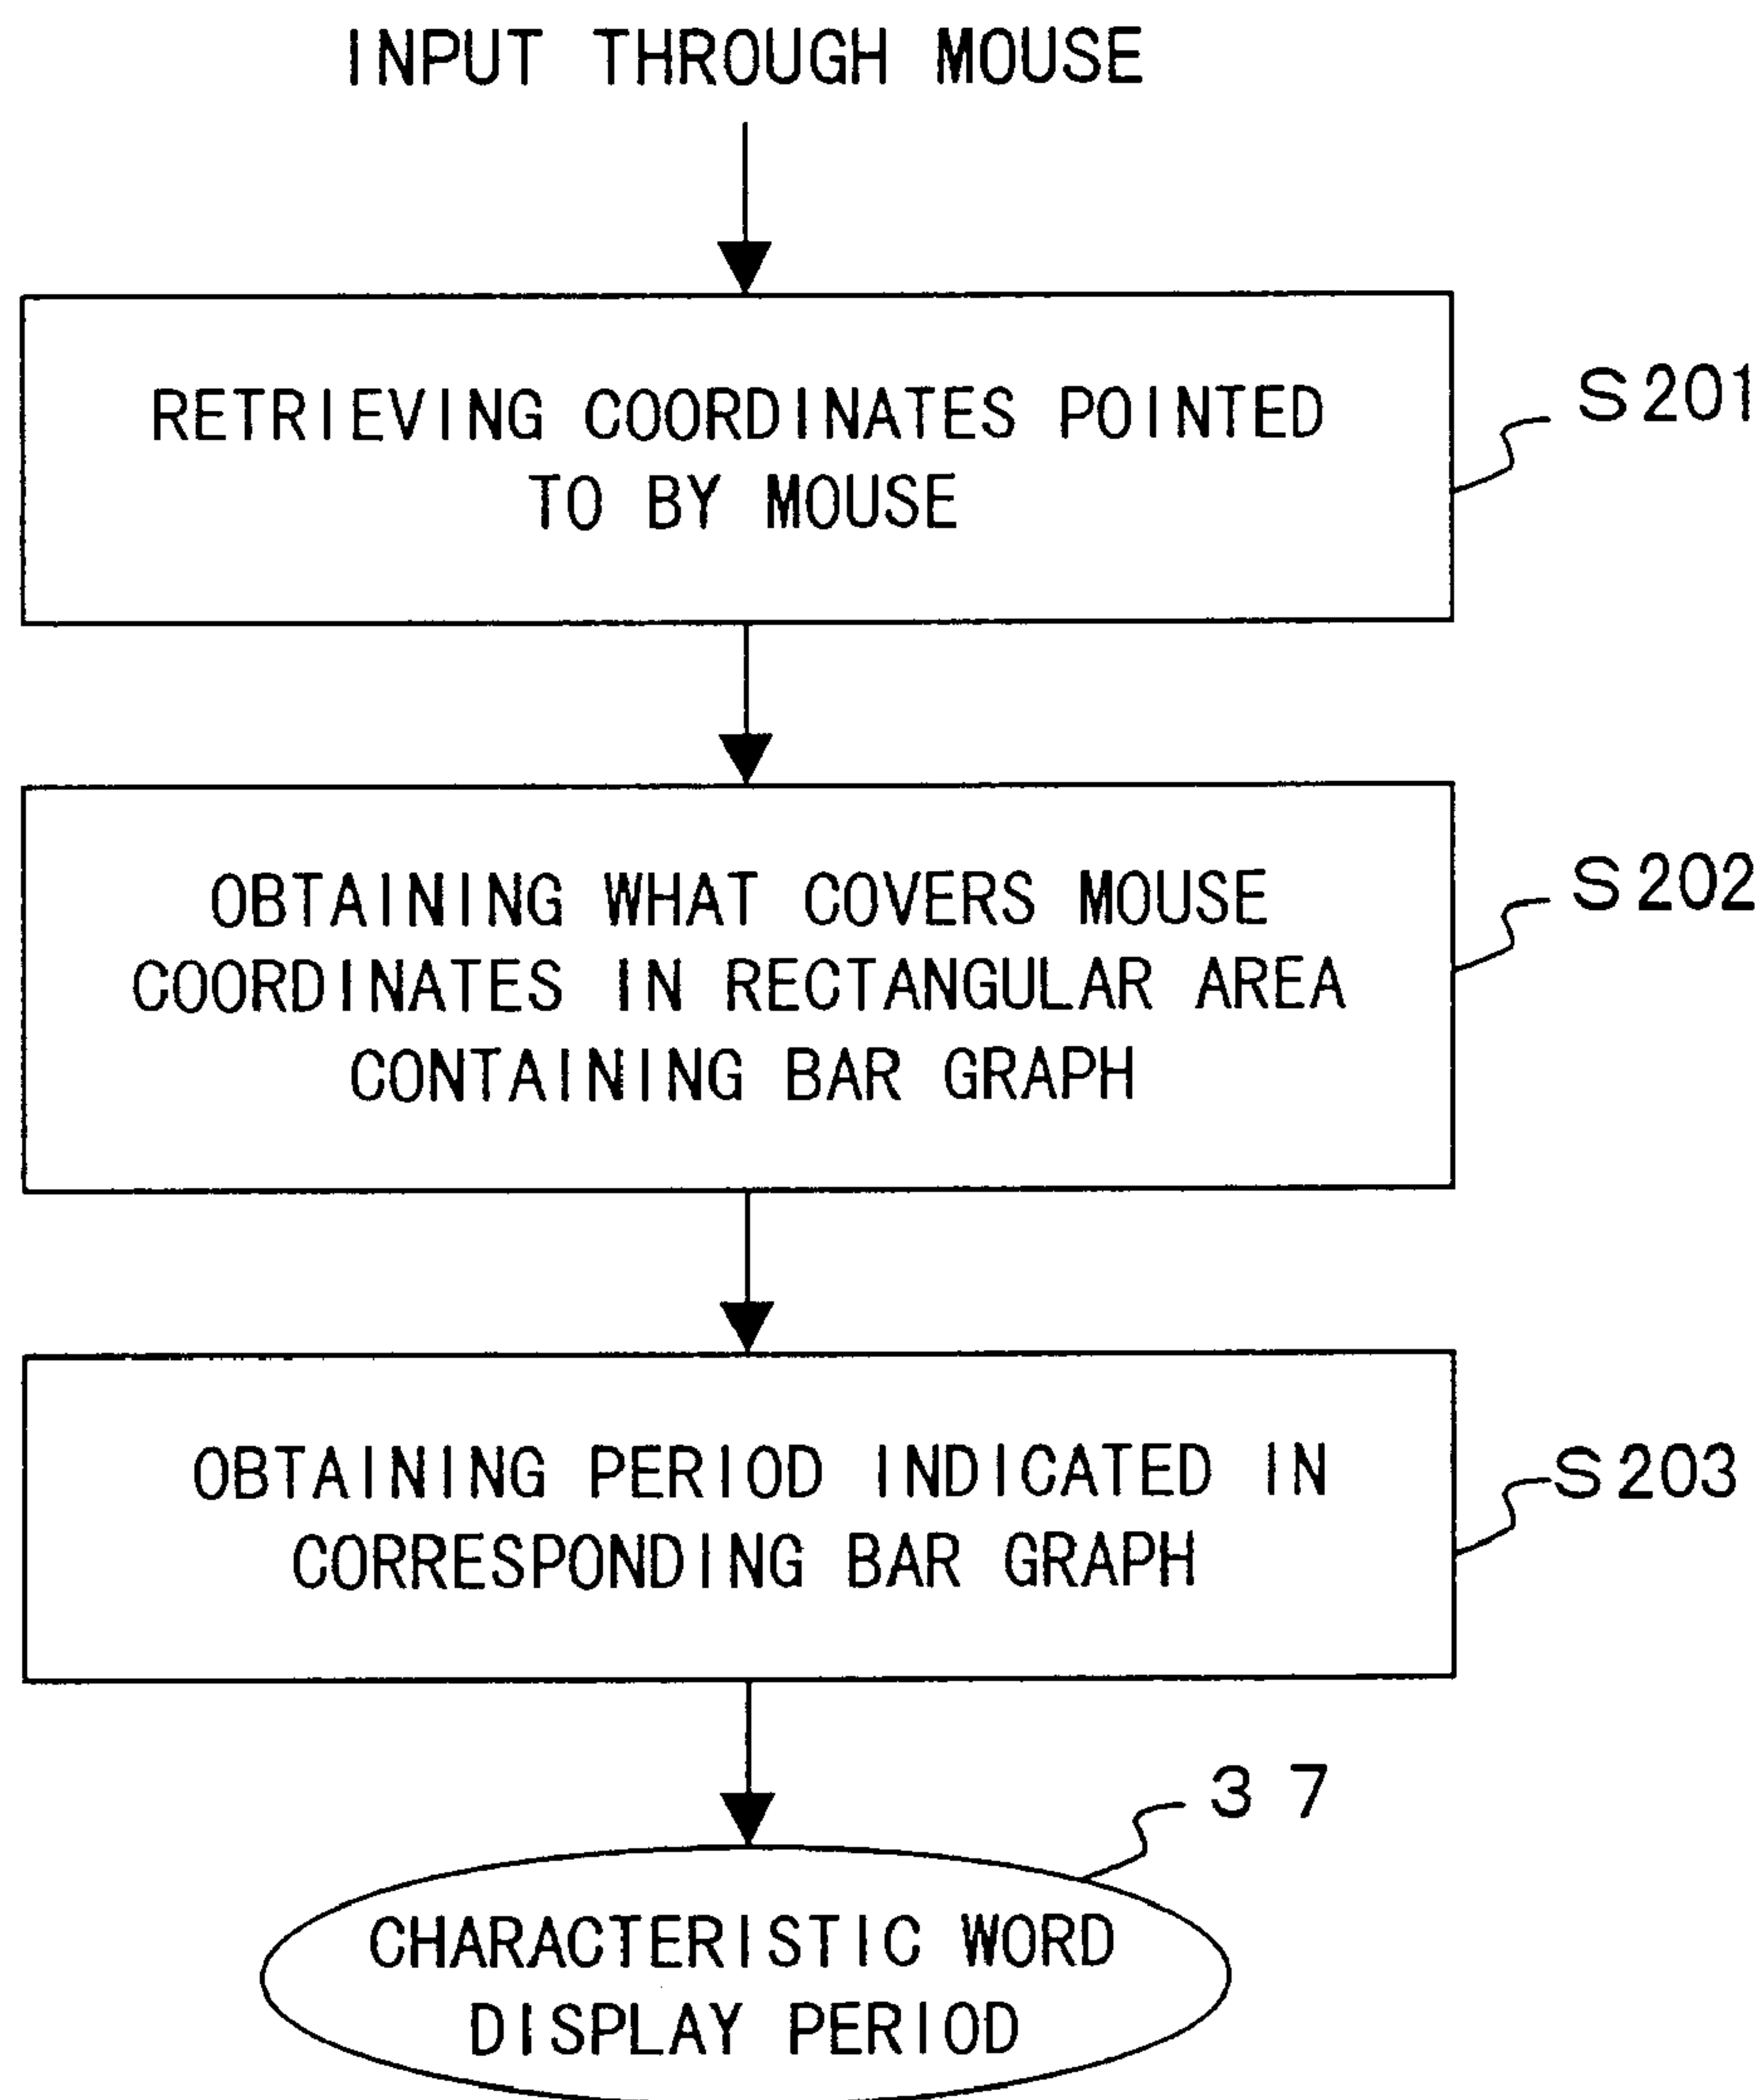 INPUT THROUGH MOUSE
RETRIEVING COORDINATES POINTED
TO BY MOUSE
S201
OBTAINING WHAT COVERS MOUSE
COORDINATES IN RECTANGULAR AREA
CONTAINING BAR GRAPH
S202
OBTAINING PERIOD INDICATED IN
CORRESPONDING BAR GRAPH
S203
37
CHARACTERISTIC WORD
DISPLAY PERIOD